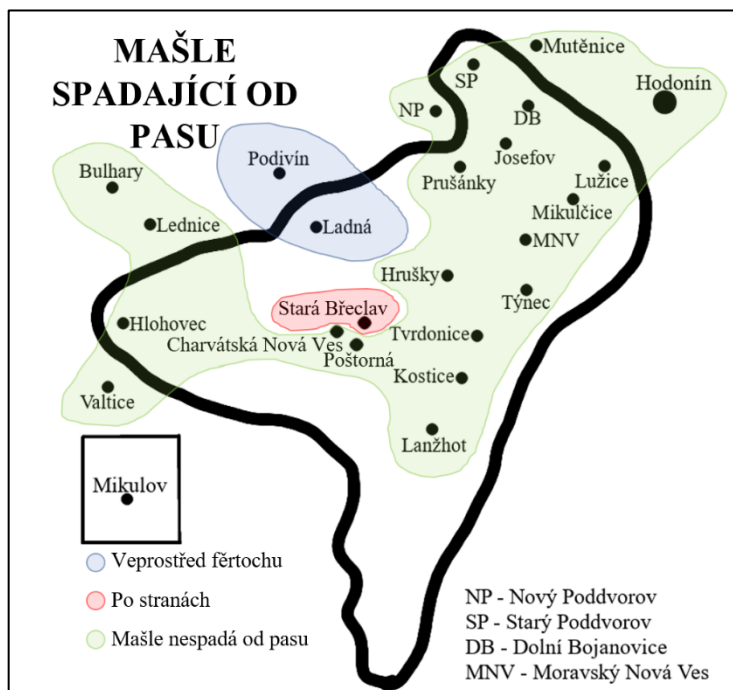 MAŠLE
SPADAJÍCÍ OD
PASU
Mutěnice
SP
Hodonín
NP
DB
Podivín
Josefov
Bulhary
Prušánky
Lužice
Mikulčice
Lednice
Ladná
MNV
Hrušky
Týnec
Stará Břeclav
Hlohovec
Tvrdonice
Charvátská Nová Ves
Poštorná
Kostice
Valtice
Lanžhot
Mikulov
Veprostřed fěrtochu
Po stranách
Mašle nespadá od pasu
NP - Nový Poddvorov
SP - Starý Poddvorov
DB - Dolní Bojanovice
MNV - Moravský Nová Ves